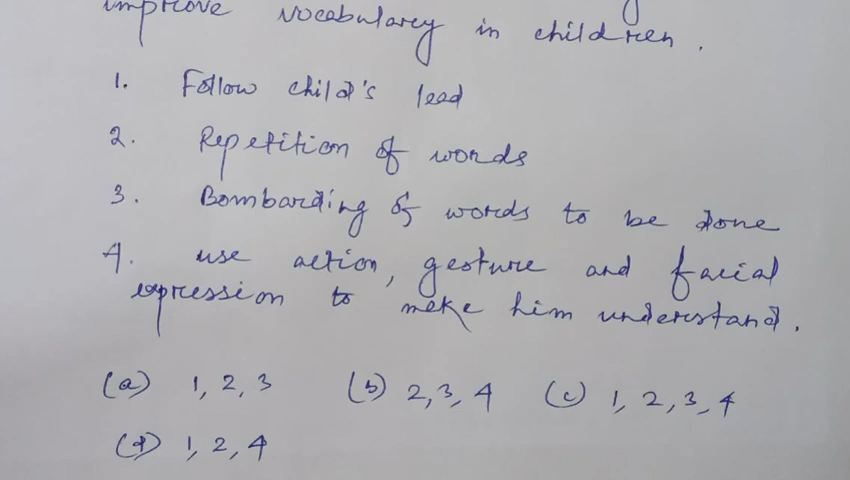 improve vocabulary in children.
1. Follow child's lead
2. Repetition of words
3. Bombarding of words to be done
4. use action, gesture and facial
expression to make him understand.
(a) 1, 2, 3 (b) 2, 3, 4 (c) 1, 2, 3, 4
(d) 1, 2, 4